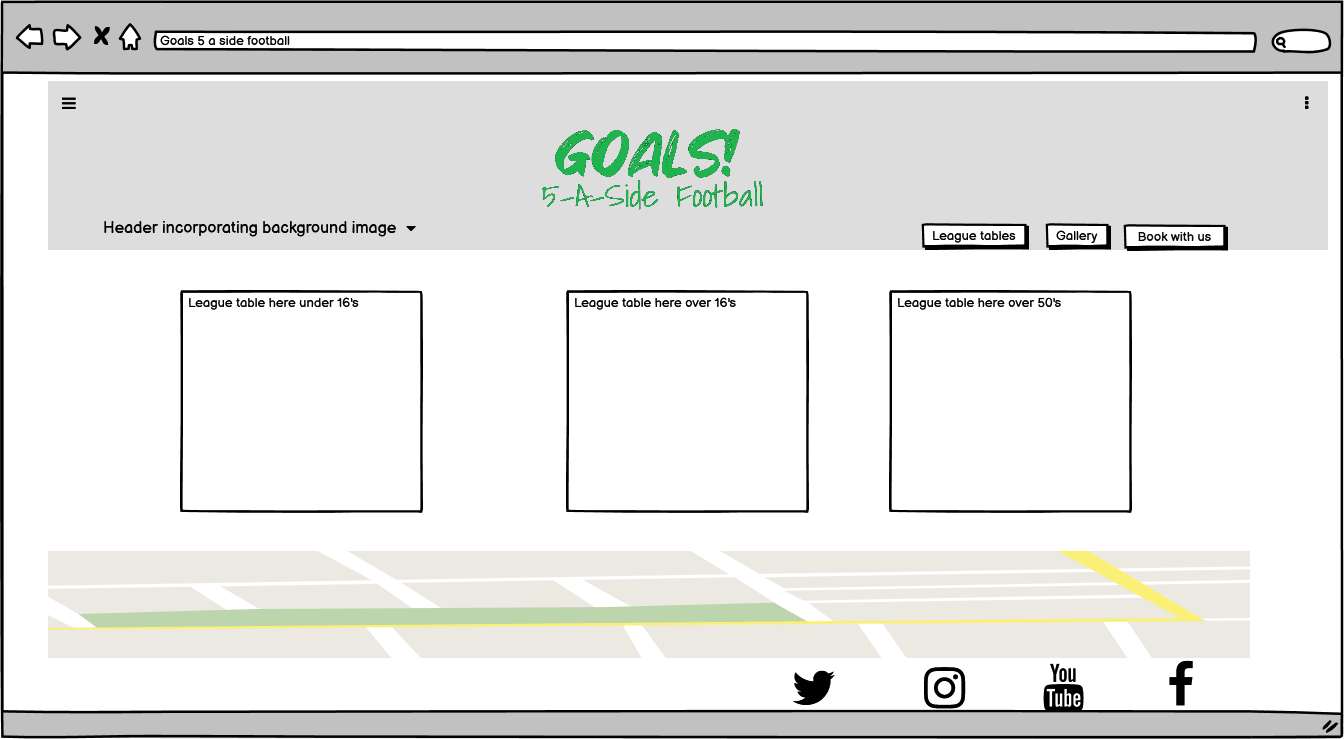 Goals 5 a side football
GOALS!
5-A-Side Football
Header incorporating background image
League tables
Gallery
Book with us
League table here under 16's
League table here over 16's
League table here over 50's
You
Tube